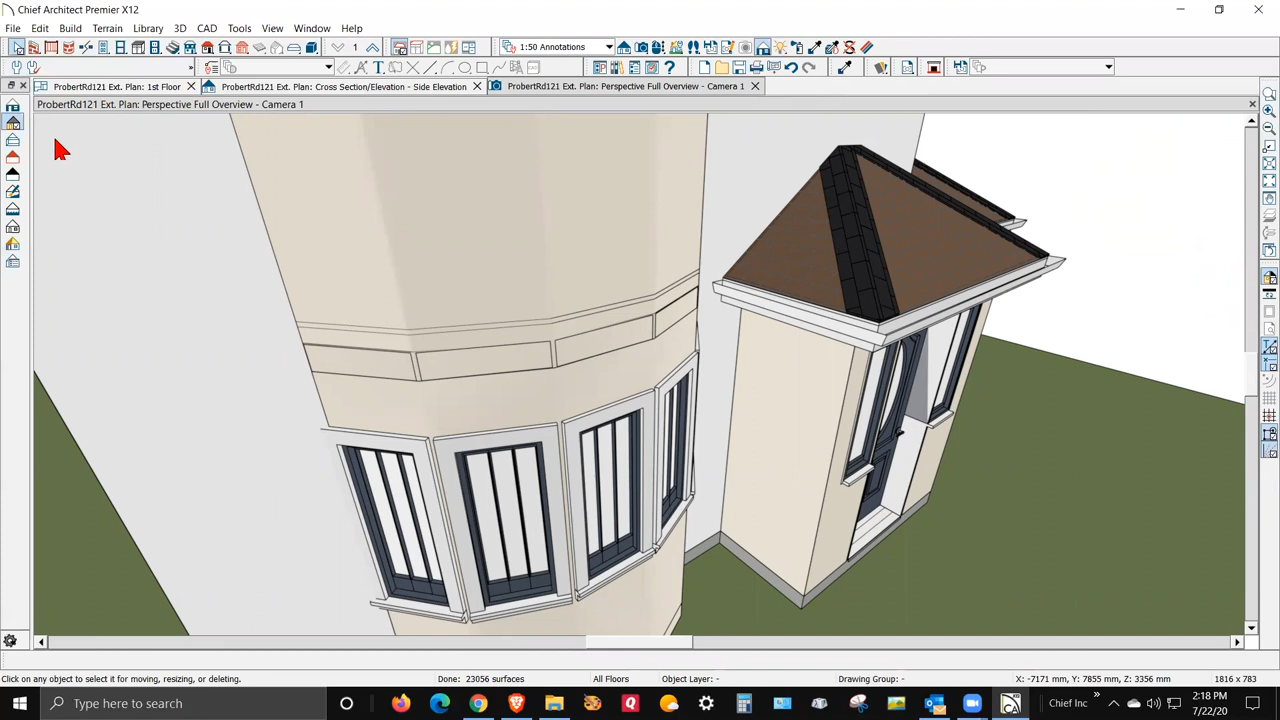 Chief Architect Premier X12
File Edit Build Terrain Library 3D CAD Tools Window Help
1 1:50 Annotations
ProbertRd121 Ext. Plan: 1st Floor ProbertRd121 Ext. Plan: Cross Section/Elevation - Side Elevation ProbertRd121 Ext. Plan: Perspective Full Overview - Camera 1
ProbertRd121 Ext. Plan: Perspective Full Overview - Camera 1
Click on any object to select it for moving, resizing, or deleting. Done: 23056 surfaces All Floors Object Layer: - Drawing Group: - X: -7171 mm, Y: 7855 mm, Z: 3356 mm 1816 x 783
Type here to search Chief Inc 2:18 PM
7/22/20